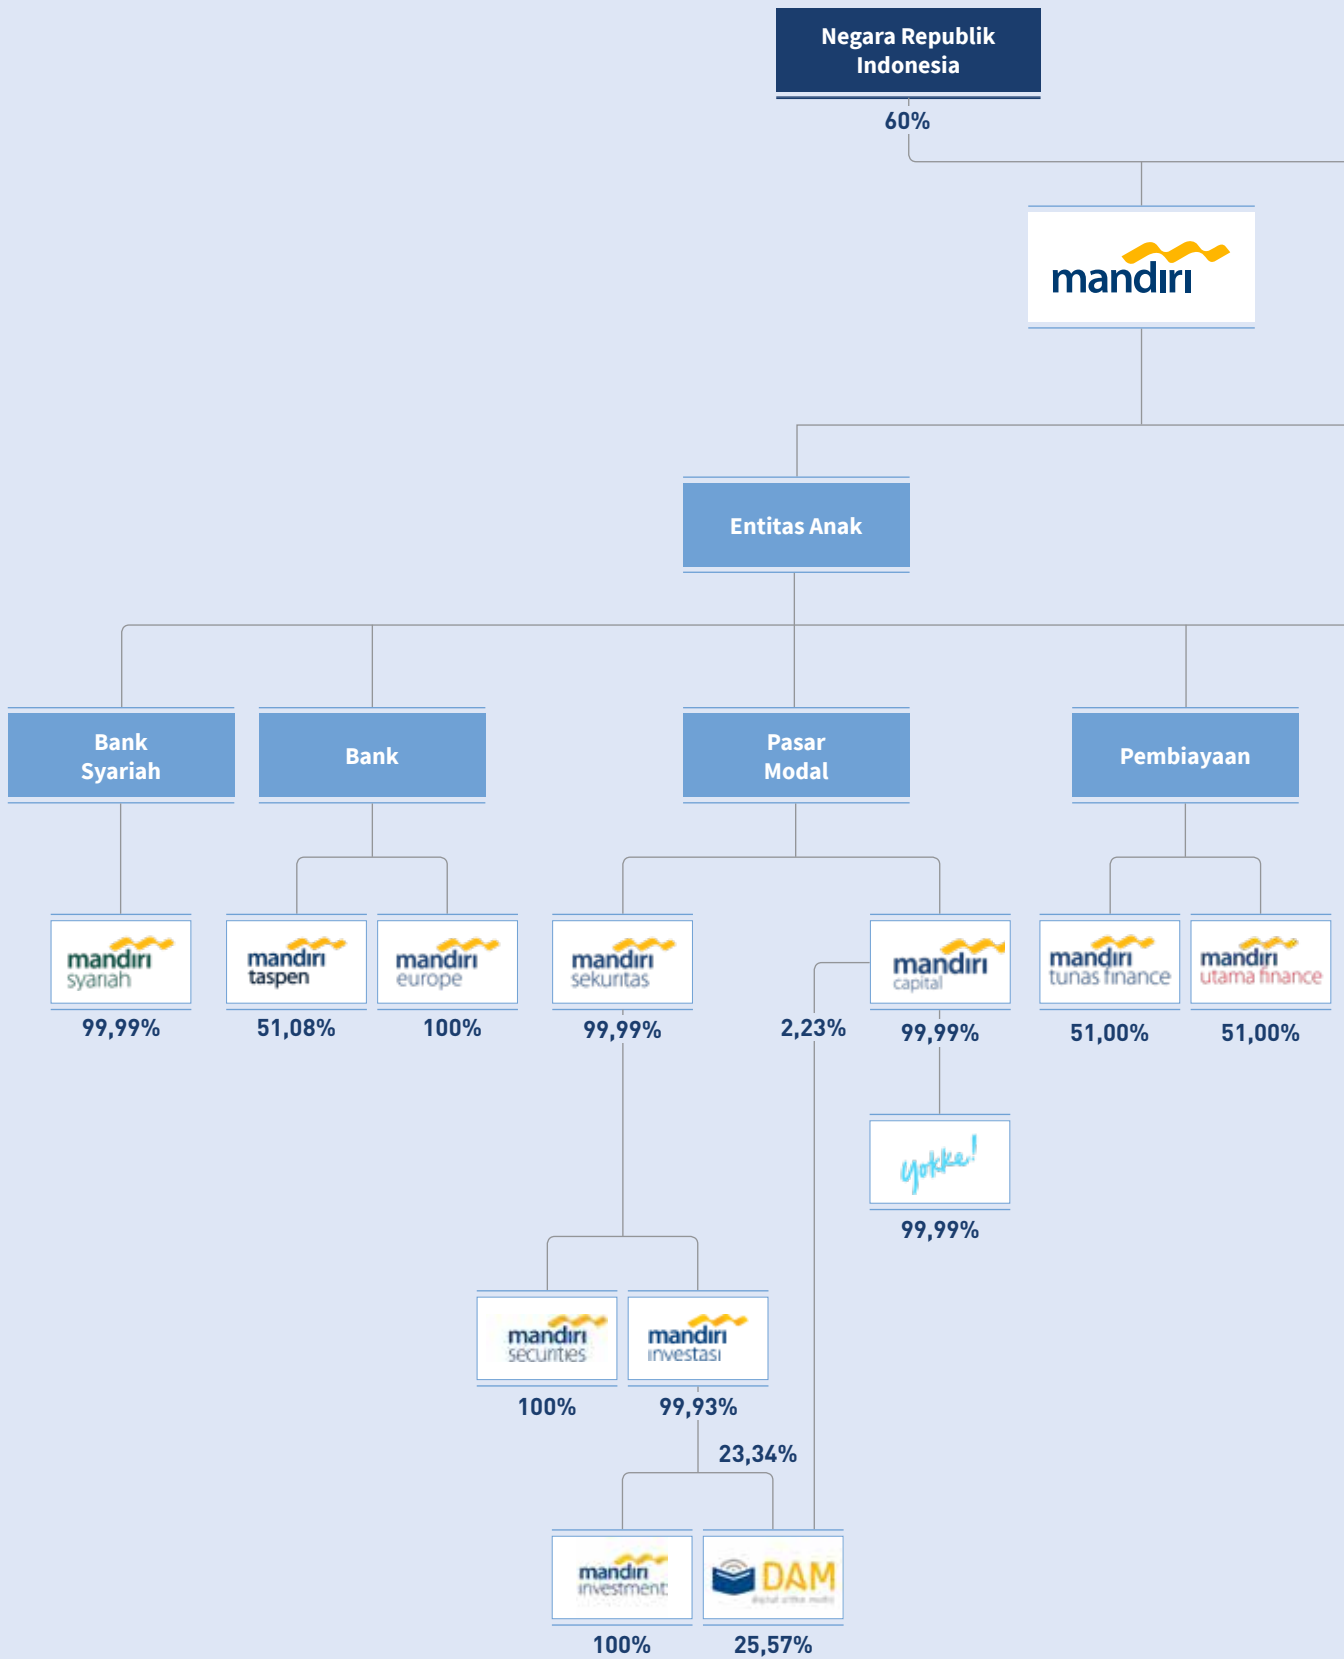 Negara Republik
Indonesia
60%
mandiri
Entitas Anak
Bank
Syariah
Bank
Pasar
Modal
Pembiayaan
mandiri
syariah
mandiri
taspen
mandiri
europe
mandiri
sekuritas
mandiri
capital
mandiri
tunas finance
mandiri
utama finance
99,99%
51,08%
100%
99,99%
2,23%
99,99%
51,00%
51,00%
yokke!
99,99%
mandiri
securities
mandiri
investasi
100%
99,93%
23,34%
mandiri
investment
DAM
100%
25,57%